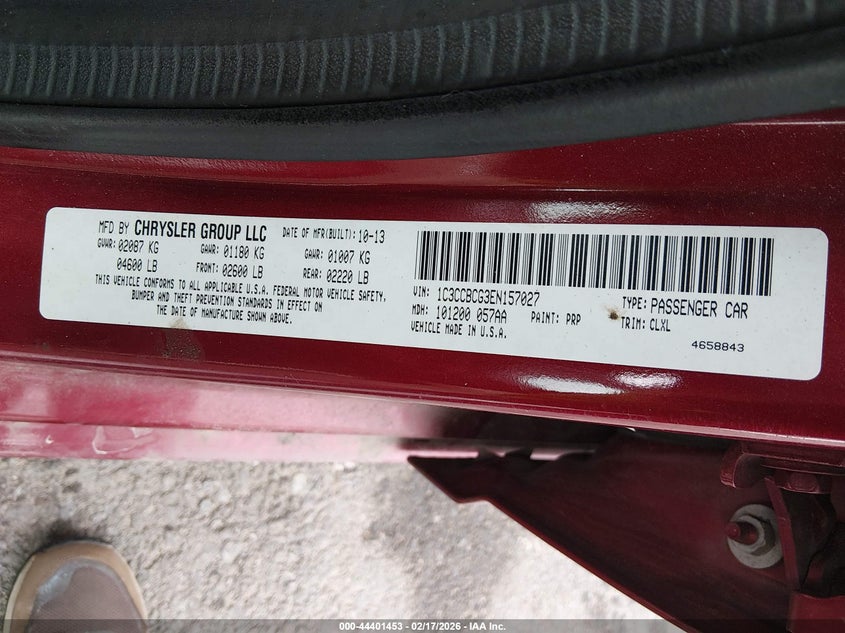 MFD BY CHRYSLER GROUP LLC DATE OF MFR(BUILT): 10-13
GVWR: 02087 KG GAWR: 01180 KG GAWR: 01007 KG
04600 LB FRONT: 02600 LB REAR: 02220 LB
THIS VEHICLE CONFORMS TO ALL APPLICABLE U.S.A. FEDERAL MOTOR VEHICLE SAFETY,
BUMPER AND THEFT PREVENTION STANDARDS IN EFFECT ON
THE DATE OF MANUFACTURE SHOWN ABOVE.
VIN: 1C3CCBCG3EN157027 TYPE: PASSENGER CAR
MDH: 101200 057AA PAINT: PRP TRIM: CLXL
VEHICLE MADE IN U.S.A.
4658843
000-44401453 - 02/17/2026 - IAA Inc.